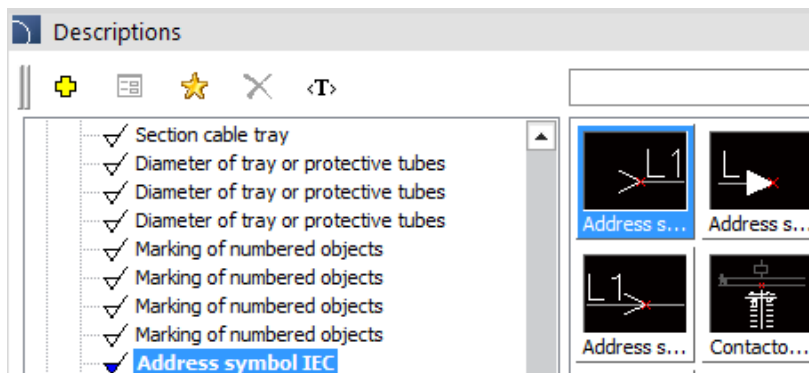 Descriptions
<T>
Section cable tray
Diameter of tray or protective tubes
Diameter of tray or protective tubes
Diameter of tray or protective tubes
Marking of numbered objects
Marking of numbered objects
Marking of numbered objects
Marking of numbered objects
Address symbol IEC
L1
L
Address s...
Address s...
L1
Address s...
Contacto...